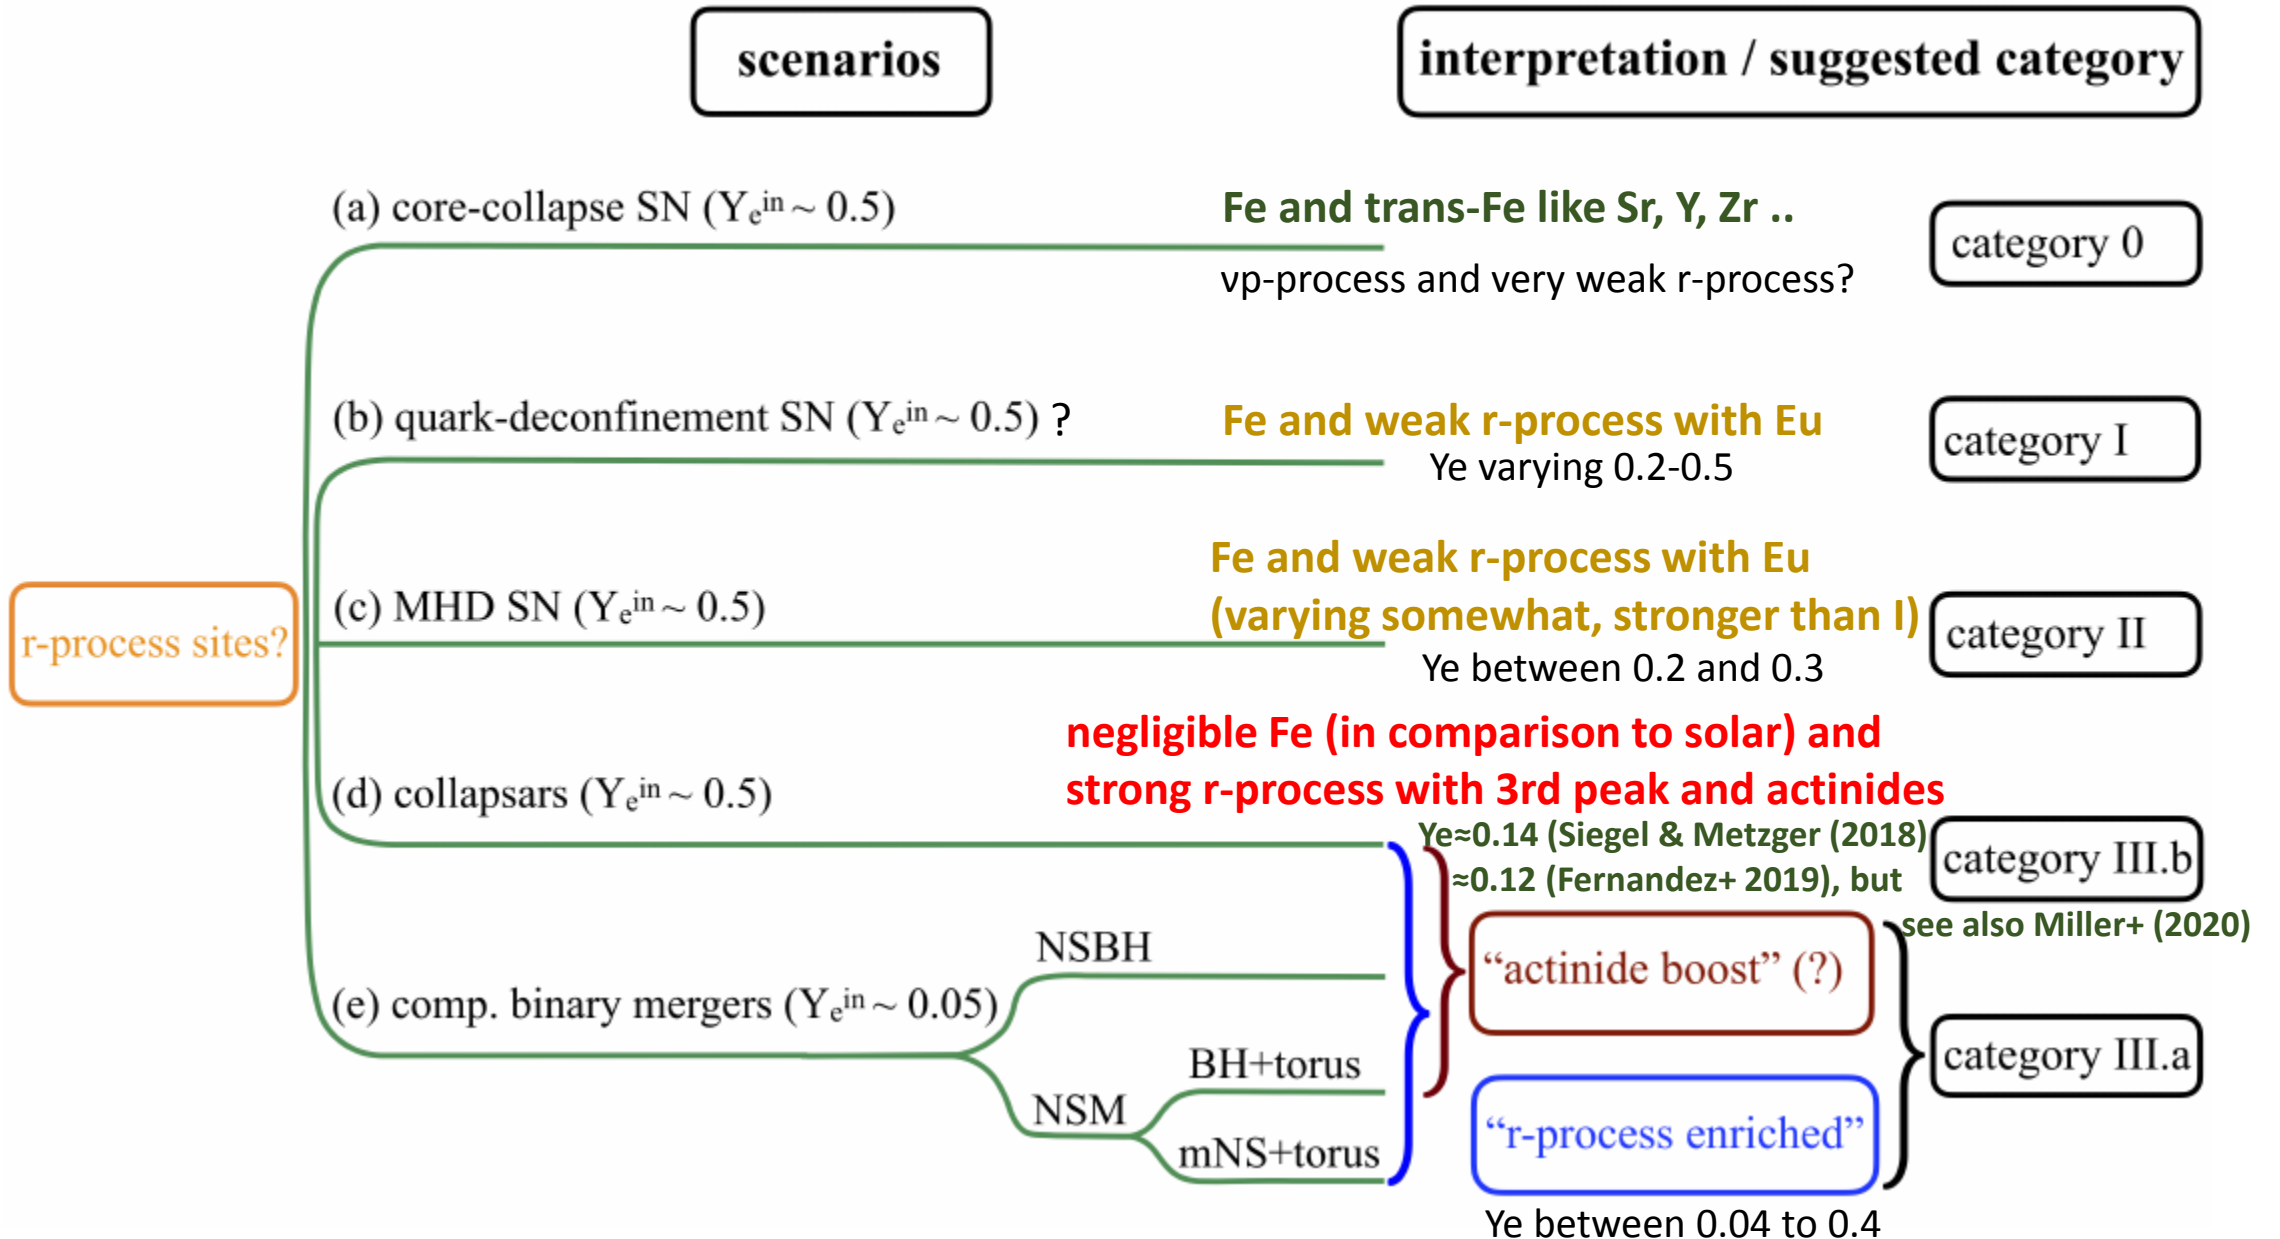 scenarios
interpretation / suggested category
(a) core-collapse SN (Yₑⁱⁿ ~ 0.5)
Fe and trans-Fe like Sr, Y, Zr ..
νp-process and very weak r-process?
category 0
(b) quark-deconfinement SN (Yₑⁱⁿ ~ 0.5) ?
Fe and weak r-process with Eu
Ye varying 0.2-0.5
category I
r-process sites?
(c) MHD SN (Yₑⁱⁿ ~ 0.5)
Fe and weak r-process with Eu
(varying somewhat, stronger than I)
Ye between 0.2 and 0.3
category II
(d) collapsars (Yₑⁱⁿ ~ 0.5)
negligible Fe (in comparison to solar) and
strong r-process with 3rd peak and actinides
Ye≈0.14 (Siegel & Metzger (2018)
≈0.12 (Fernandez+ 2019), but
see also Miller+ (2020)
category III.b
(e) comp. binary mergers (Yₑⁱⁿ ~ 0.05)
NSBH
NSM
BH+torus
mNS+torus
“actinide boost” (?)
“r-process enriched”
category III.a
Ye between 0.04 to 0.4